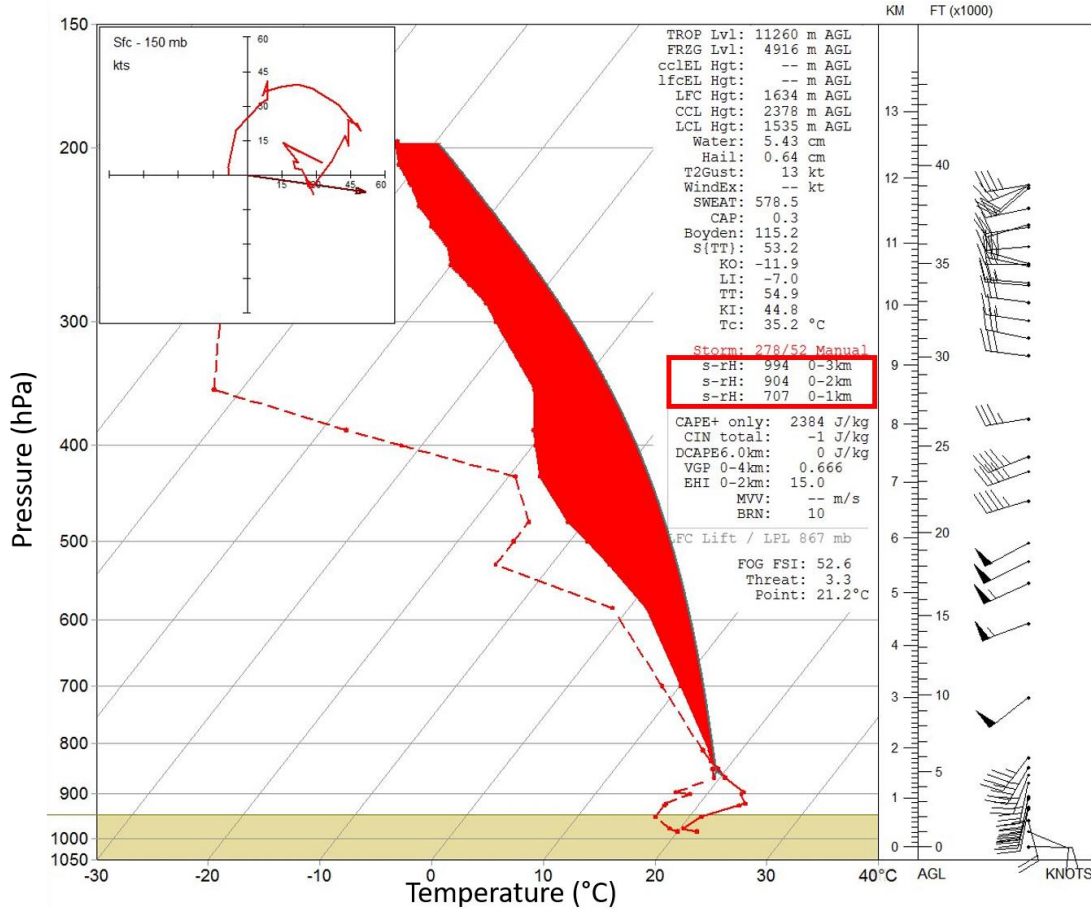 KM FT (x1000)
Sfc - 150 mb
kts
60
45
30
15
15 30 45 60
TROP Lvl: 11260 m AGL
FRZG Lvl: 4916 m AGL
cclEL Hgt: -- m AGL
lfcEL Hgt: -- m AGL
LFC Hgt: 1634 m AGL
CCL Hgt: 2378 m AGL
LCL Hgt: 1535 m AGL
Water: 5.43 cm
Hail: 0.64 cm
T2Gust: 13 kt
WindEx: -- kt
SWEAT: 578.5
CAP: 0.3
Boyden: 115.2
S{TT}: 53.2
KO: -11.9
LI: -7.0
TT: 54.9
KI: 44.8
Tc: 35.2 °C
Storm: 278/52 Manual
s-rH: 994 0-3km
s-rH: 904 0-2km
s-rH: 707 0-1km
CAPE+ only: 2384 J/kg
CIN total: -1 J/kg
DCAPE6.0km: 0 J/kg
VGP 0-4km: 0.666
EHI 0-2km: 15.0
MVV: -- m/s
BRN: 10
LFC Lift / LPL 867 mb
FOG FSI: 52.6
Threat: 3.3
Point: 21.2°C
Pressure (hPa)
150
200
300
400
500
600
700
800
900
1000
1050
13
12
11
10
9
8
7
6
5
4
3
2
1
0
40
35
30
25
20
15
10
5
0
-30 -20 -10 0 10 20 30 40°C
AGL KNOTS
Temperature (°C)